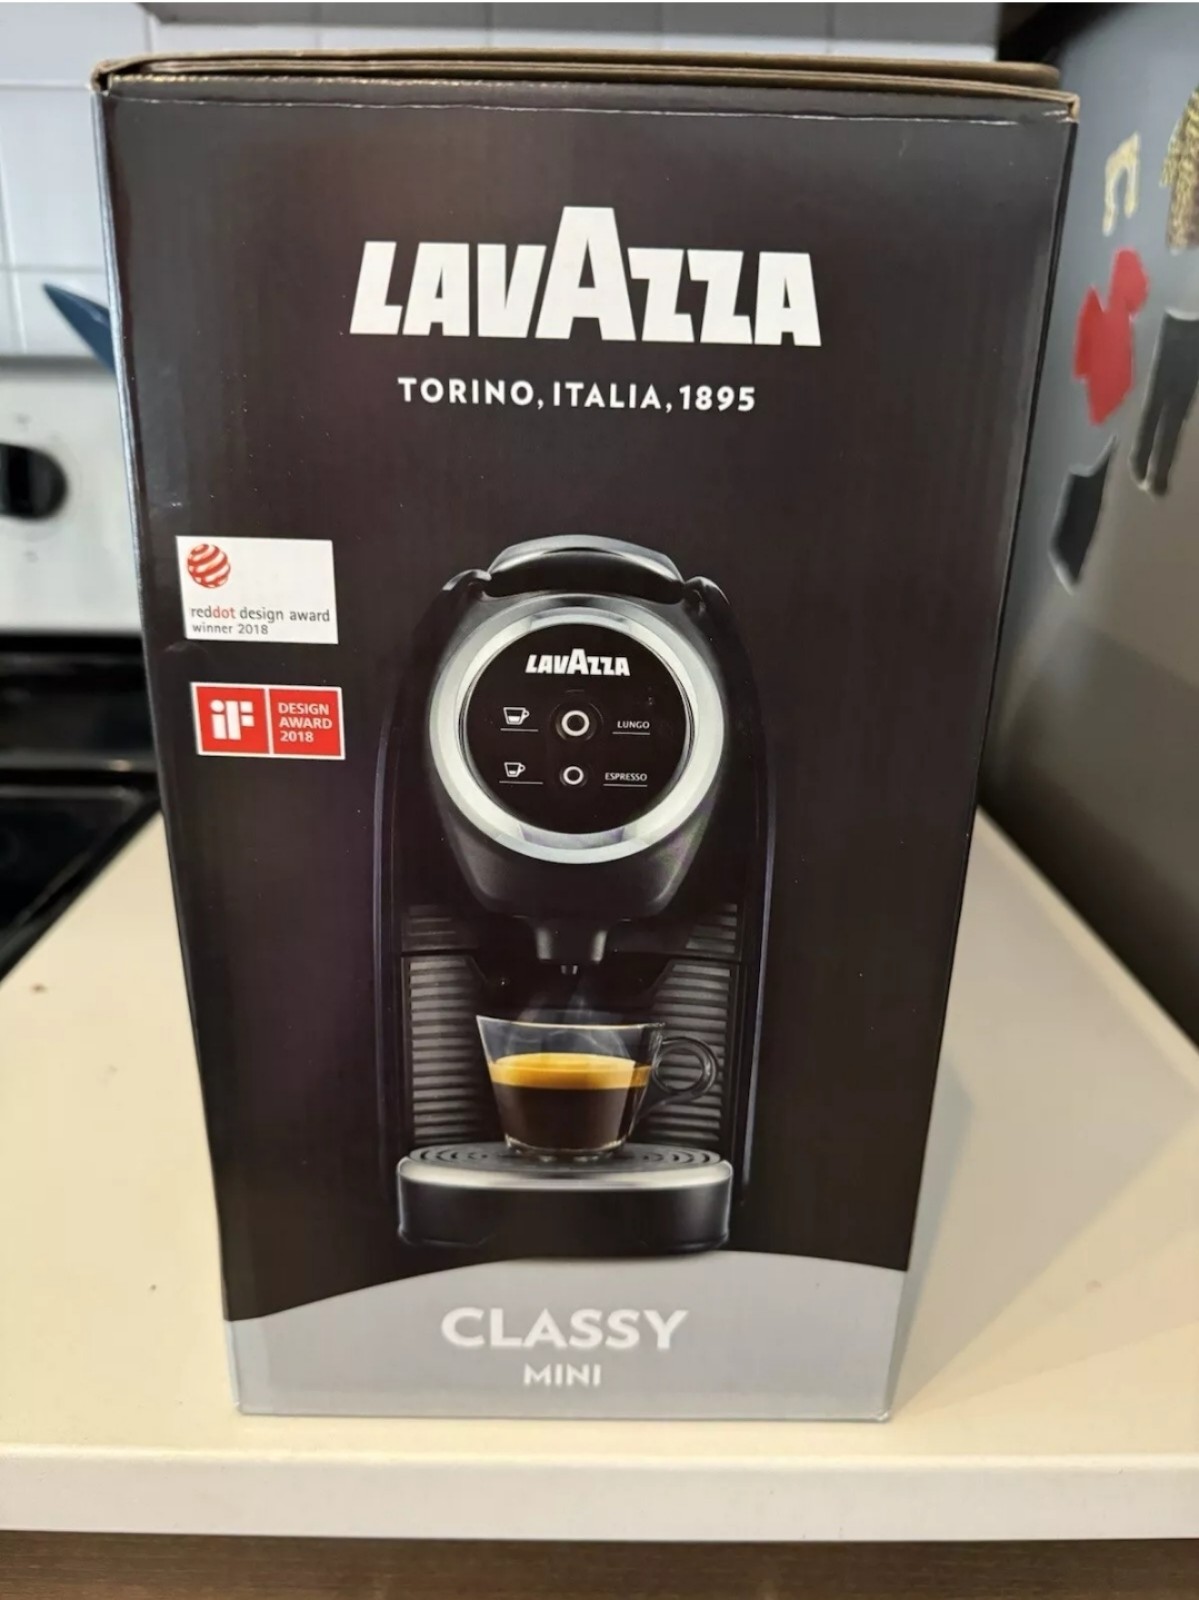 LAVAZZA
TORINO, ITALIA, 1895
reddot design award
winner 2018
iF
DESIGN
AWARD
2018
LAVAZZA
LUNGO
ESPRESSO
CLASSY
MINI